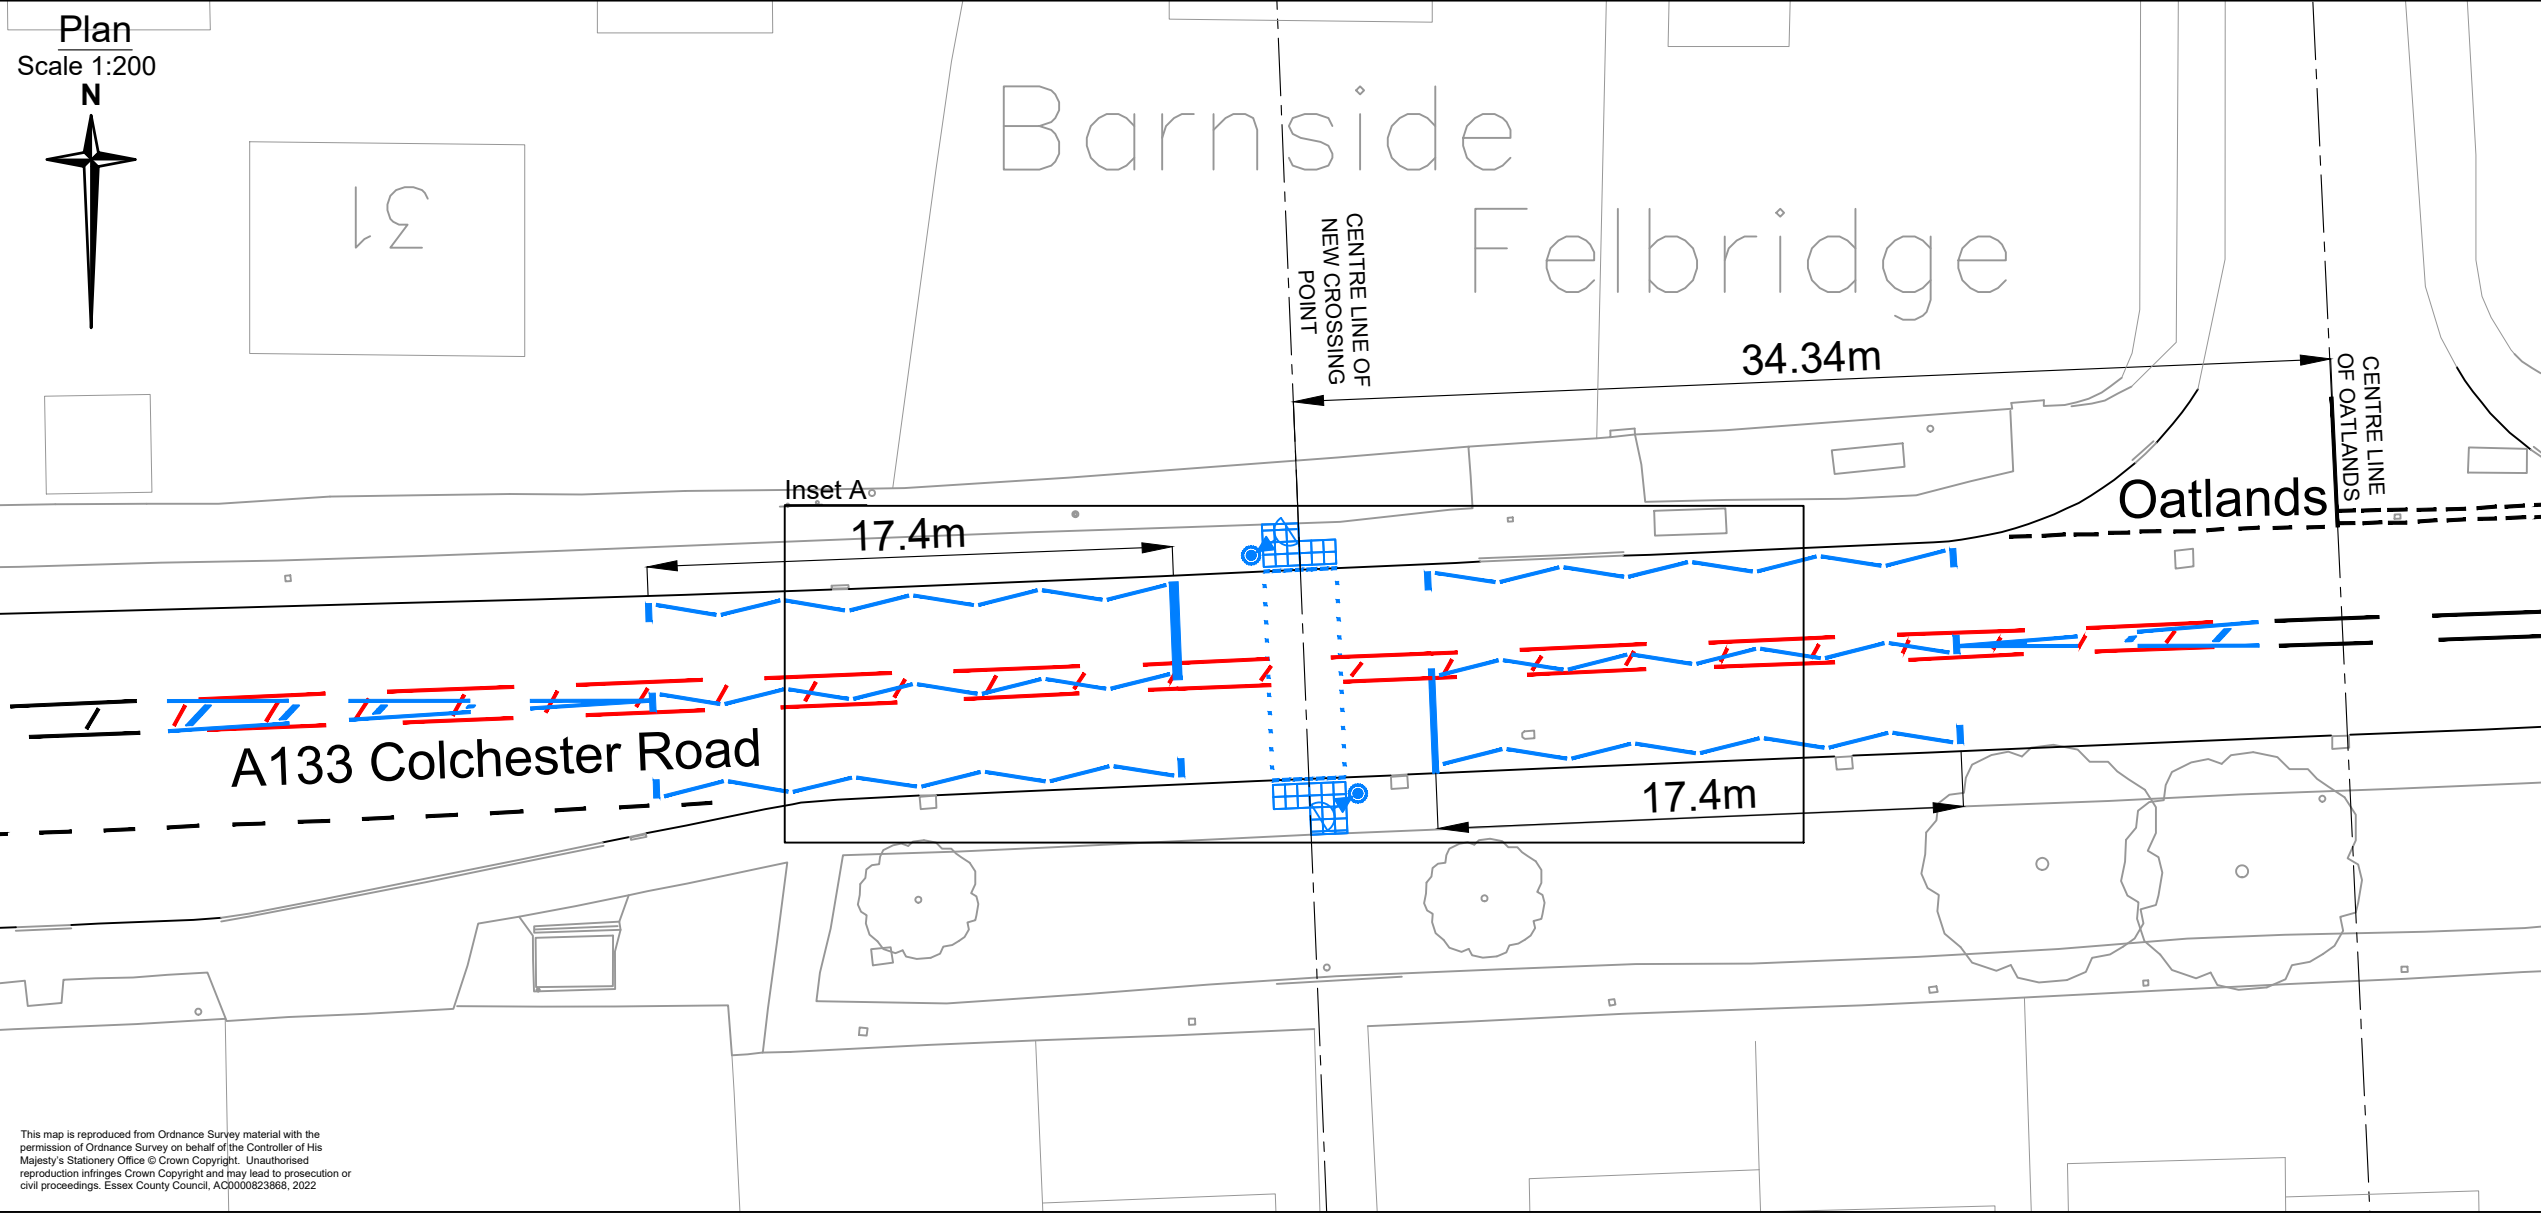 Plan
Scale 1:200
N
31
Barnside
Felbridge
CENTRE LINE OF
NEW CROSSING
POINT
34.34m
CENTRE LINE
OF OATLANDS
Inset A
17.4m
Oatlands
A133 Colchester Road
17.4m
This map is reproduced from Ordnance Survey material with the
permission of Ordnance Survey on behalf of the Controller of His
Majesty's Stationery Office © Crown Copyright. Unauthorised
reproduction infringes Crown Copyright and may lead to prosecution or
civil proceedings. Essex County Council, AC0000823868, 2022